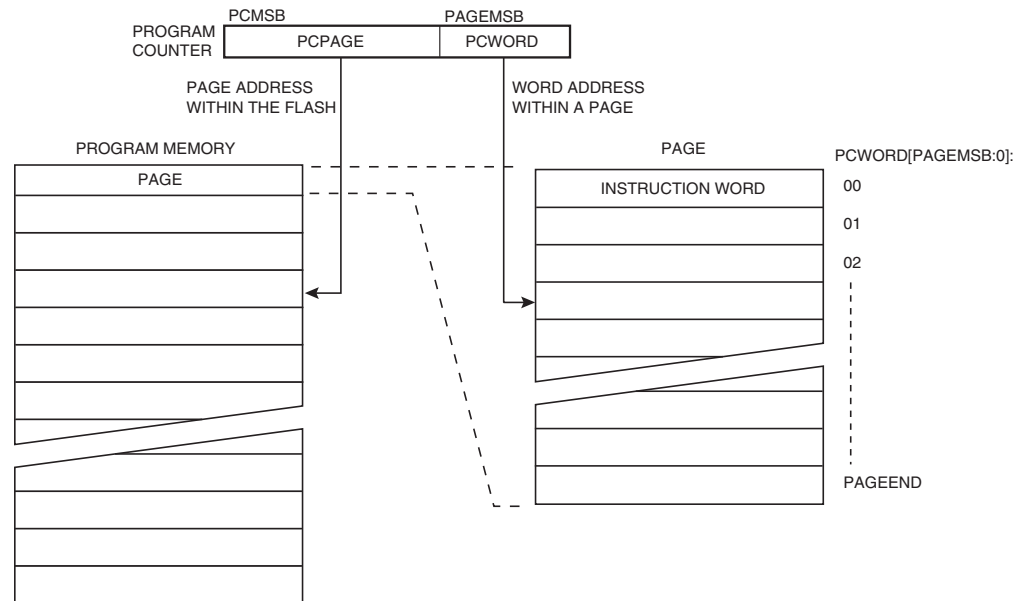 PCMSB
PAGEMSB
PROGRAM
COUNTER
PCPAGE
PCWORD
PAGE ADDRESS
WITHIN THE FLASH
WORD ADDRESS
WITHIN A PAGE
PROGRAM MEMORY
PAGE
PAGE
INSTRUCTION WORD
PCWORD[PAGEMSB:0]:
00
01
02
PAGEEND